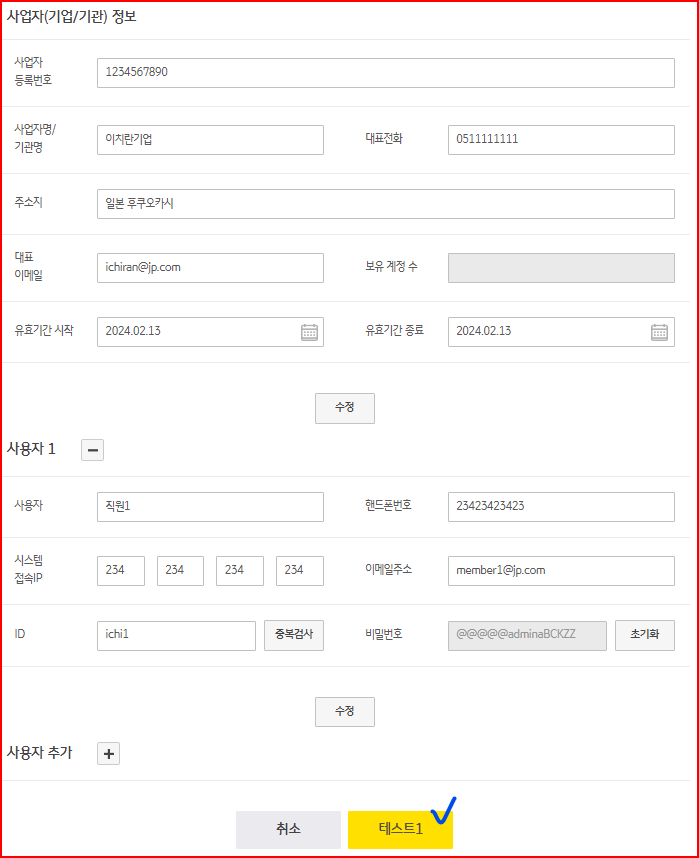 사업자(기업/기관) 정보
사업자
등록번호
1234567890
사업자명/
기관명
이치란기업
대표전화
0511111111
주소지
일본 후쿠오카시
대표
이메일
ichiran@jp.com
보유 계정 수
유효기간 시작
2024.02.13
유효기간 종료
2024.02.13
수정
사용자 1
사용자
직원1
핸드폰번호
23423423423
시스템
접속IP
234 234 234 234
이메일주소
member1@jp.com
ID
ichi1
중복검사
비밀번호
@@@@@adminaBCKZZ
초기화
수정
사용자 추가
취소
테스트1